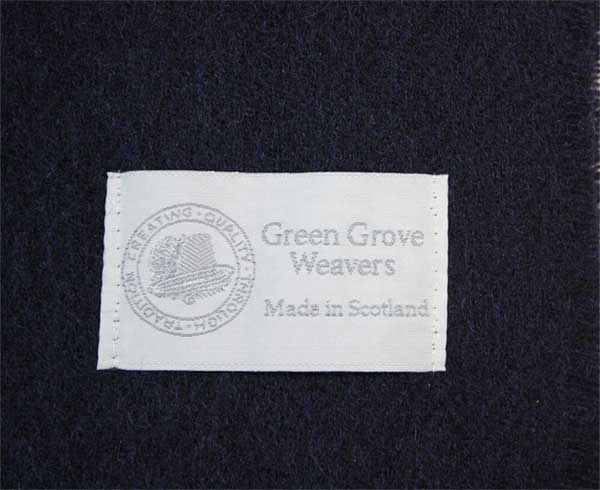 CREATING · QUALITY · THROUGH · TRADITION
Green Grove
Weavers
Made in Scotland